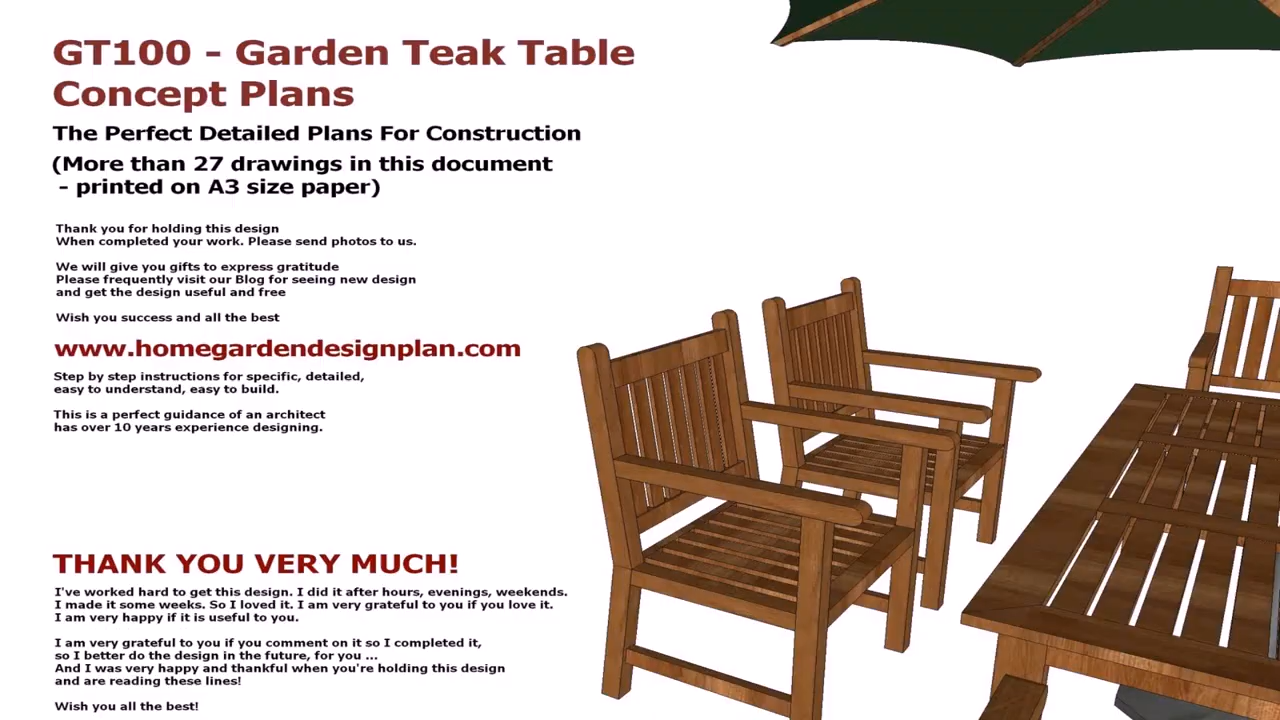 GT100 - Garden Teak Table
Concept Plans
The Perfect Detailed Plans For Construction
(More than 27 drawings in this document
- printed on A3 size paper)
Thank you for holding this design
When completed your work. Please send photos to us.
We will give you gifts to express gratitude
Please frequently visit our Blog for seeing new design
and get the design useful and free
Wish you success and all the best
www.homegardendesignplan.com
Step by step instructions for specific, detailed,
easy to understand, easy to build.
This is a perfect guidance of an architect
has over 10 years experience designing.
THANK YOU VERY MUCH!
I've worked hard to get this design. I did it after hours, evenings, weekends.
I made it some weeks. So I loved it. I am very grateful to you if you love it.
I am very happy if it is useful to you.
I am very grateful to you if you comment on it so I completed it,
so I better do the design in the future, for you ...
And I was very happy and thankful when you're holding this design
and are reading these lines!
Wish you all the best!